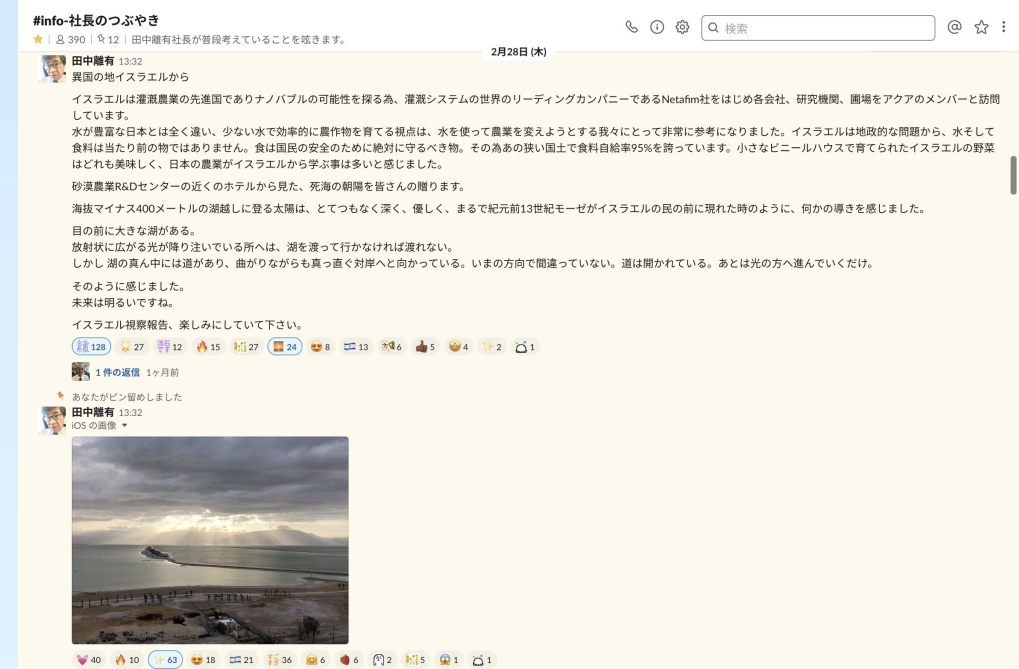 #info-社長のつぶやき
390 12 田中離有社長が普段考えていることを呟きます。
検索
2月28日 (木)
田中離有 13:32
異国の地イスラエルから
イスラエルは灌漑農業の先進国でありナノバブルの可能性を探る為、灌漑システムの世界のリーディングカンパニーであるNetafim社をはじめ各会社、研究機関、圃場をアクアのメンバーと訪問
しています。
水が豊富な日本とは全く違い、少ない水で効率的に農作物を育てる視点は、水を使って農業を変えようとする我々にとって非常に参考になりました。イスラエルは地政的な問題から、水そして
食料は当たり前の物ではありません。食は国民の安全のために絶対に守るべき物。その為あの狭い国土で食料自給率95%を誇っています。小さなビニールハウスで育てられたイスラエルの野菜
はどれも美味しく、日本の農業がイスラエルから学ぶ事は多いと感じました。
砂漠農業R&Dセンターの近くのホテルから見た、死海の朝陽を皆さんの贈ります。
海抜マイナス400メートルの湖越しに登る太陽は、とてつもなく深く、優しく、まるで紀元前13世紀モーゼがイスラエルの民の前に現れた時のように、何かの導きを感じました。
目の前に大きな湖がある。
放射状に広がる光が降り注いでいる所へは、湖を渡って行かなければ渡れない。
しかし 湖の真ん中には道があり、曲がりながらも真っ直ぐ対岸へと向かっている。いまの方向で間違っていない。道は開かれている。あとは光の方へ進んでいくだけ。
そのように感じました。
未来は明るいですね。
イスラエル視察報告、楽しみにしていて下さい。
128 27 12 15 27 24 8 13 6 5 4 2 1
1 件の返信 1ヶ月前
あなたがピン留めしました
田中離有 13:32
iOS の画像
40 10 63 18 21 36 6 6 2 5 1 1